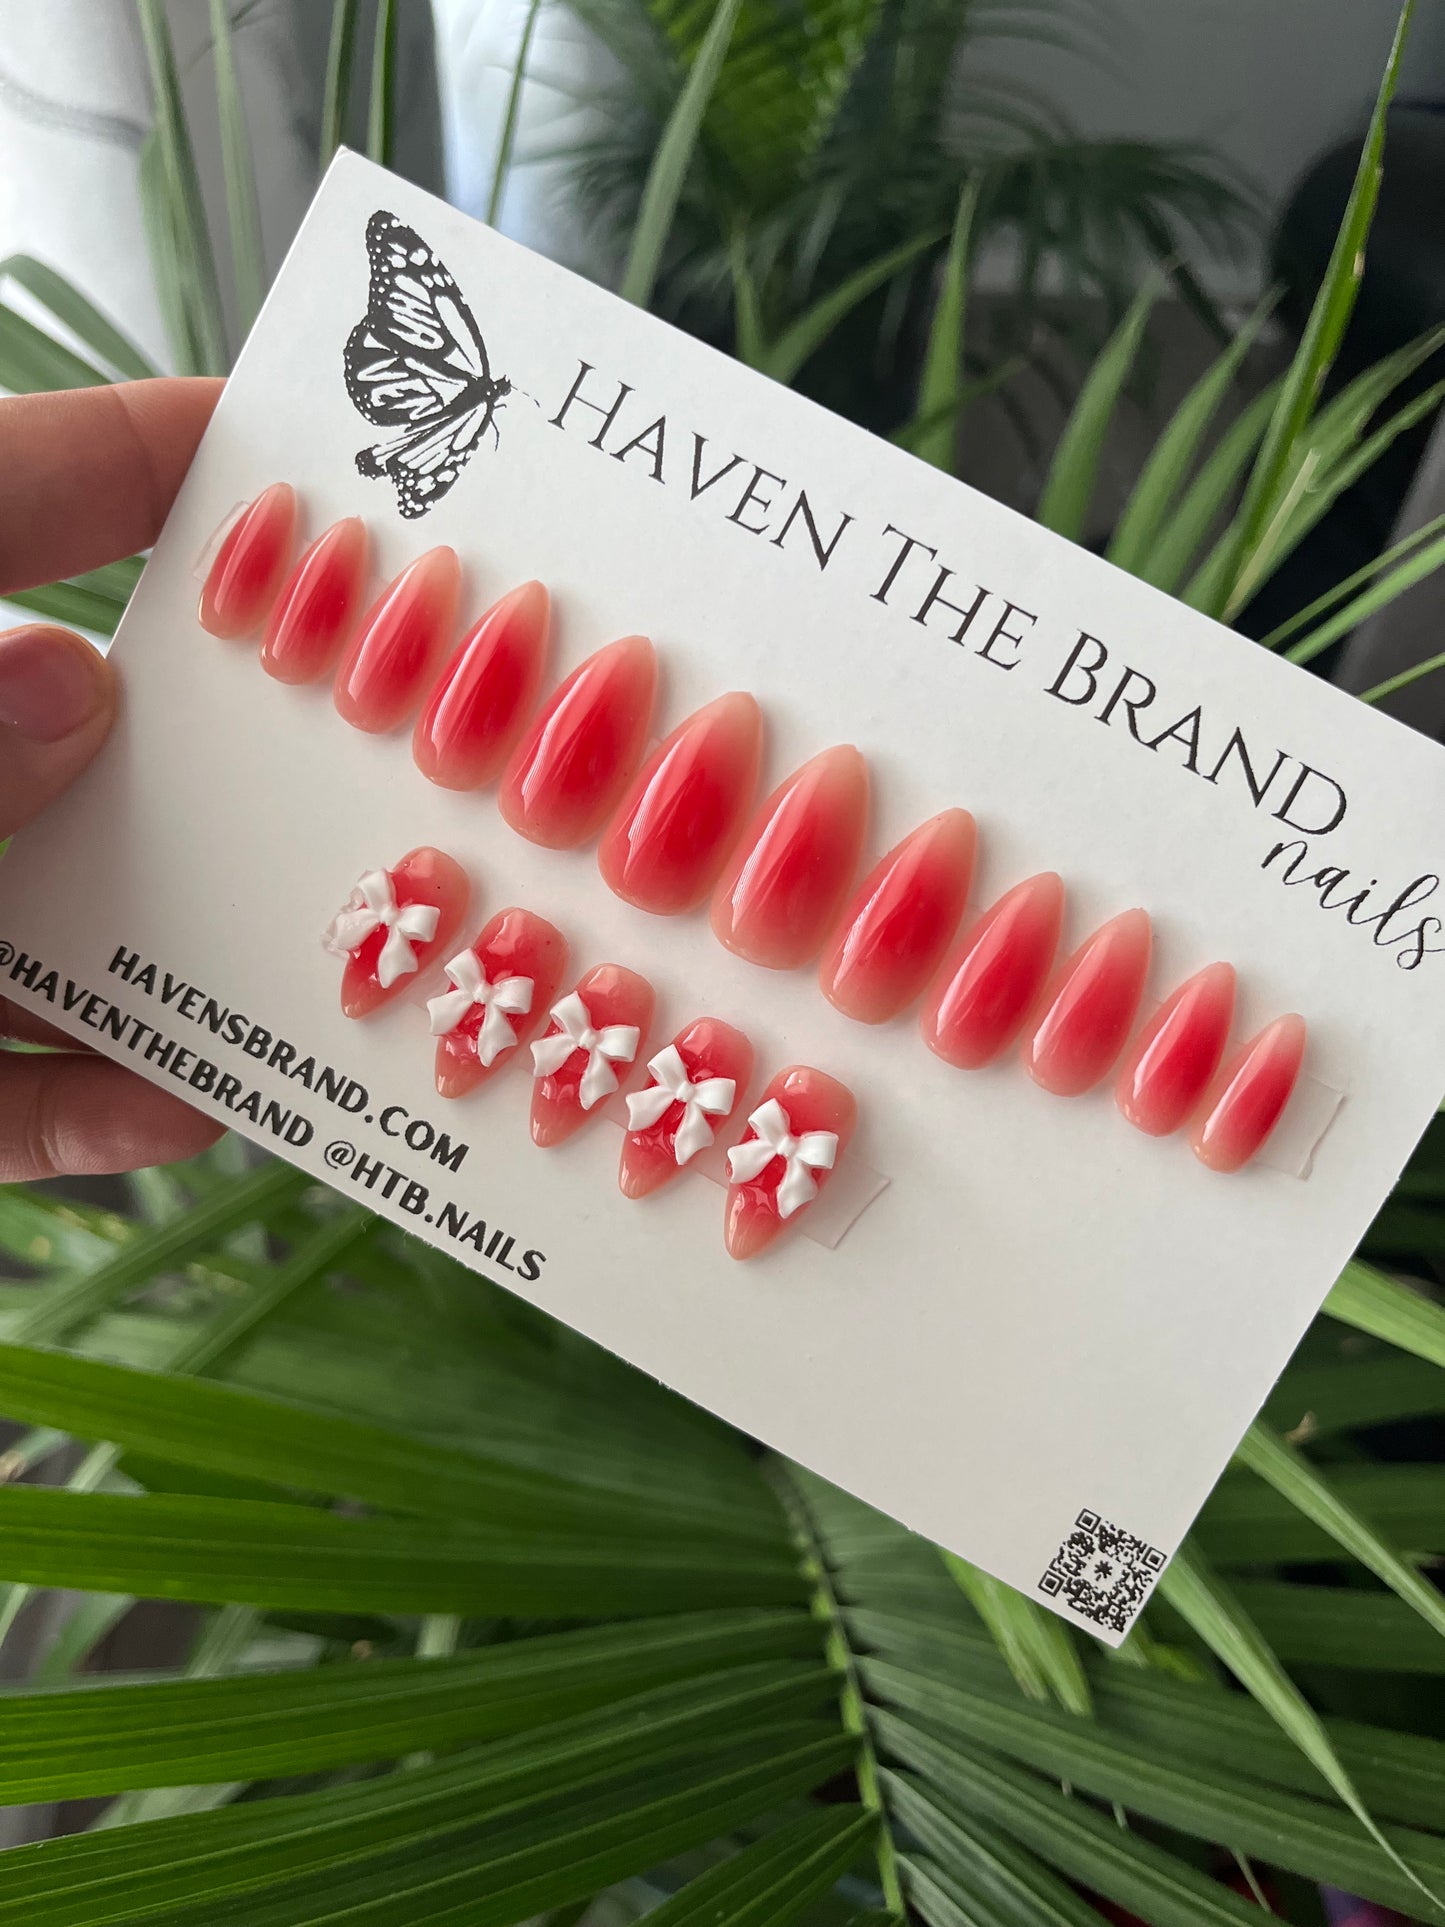 HAVEN
HAVEN THE BRAND
nails
HAVENSBRAND.COM
@HAVENTHEBRAND @HTB.NAILS